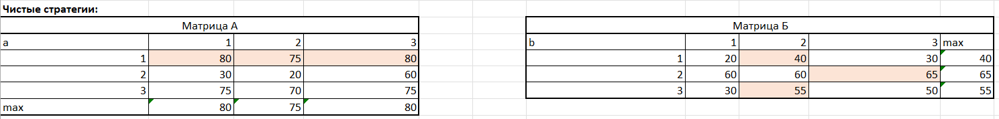 Чистые стратегии:
Матрица А Матрица Б
a 1 2 3 b 1 2 3 max
1 80 75 80 1 20 40 30 40
2 30 20 60 2 60 60 65 65
3 75 70 75 3 30 55 50 55
max 80 75 80